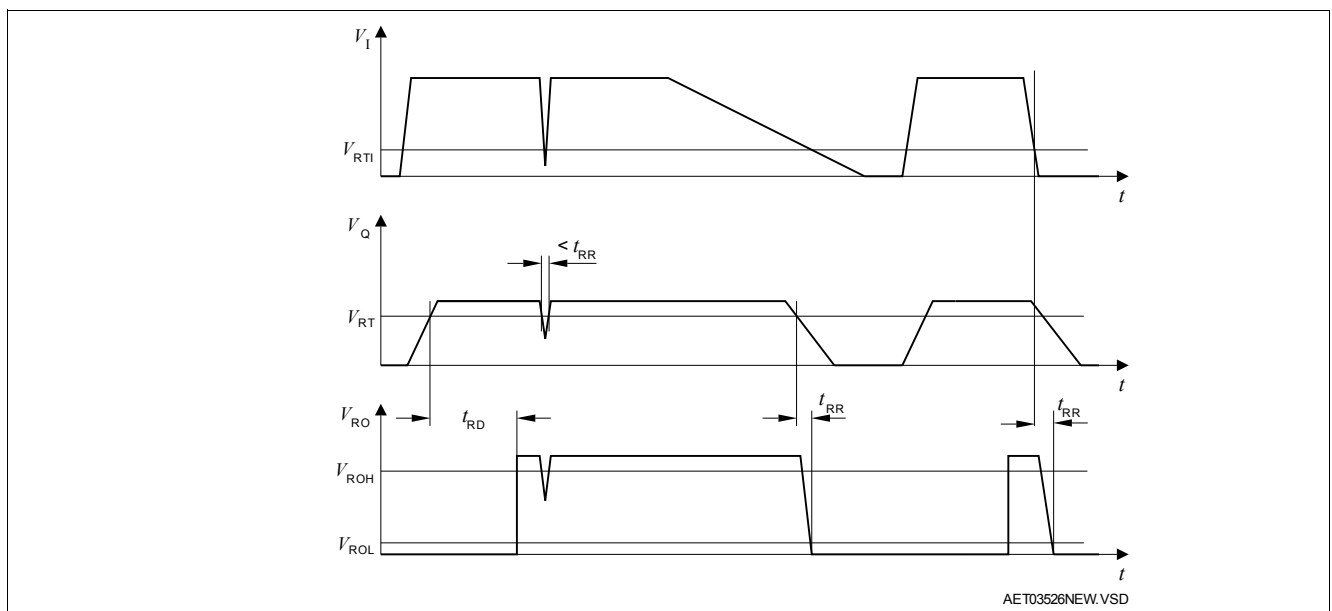 V_I
V_RTI
t
V_Q
< t_RR
V_RT
t
V_RO
t_RD
t_RR
t_RR
V_ROH
V_ROL
t
AET03526NEW.VSD